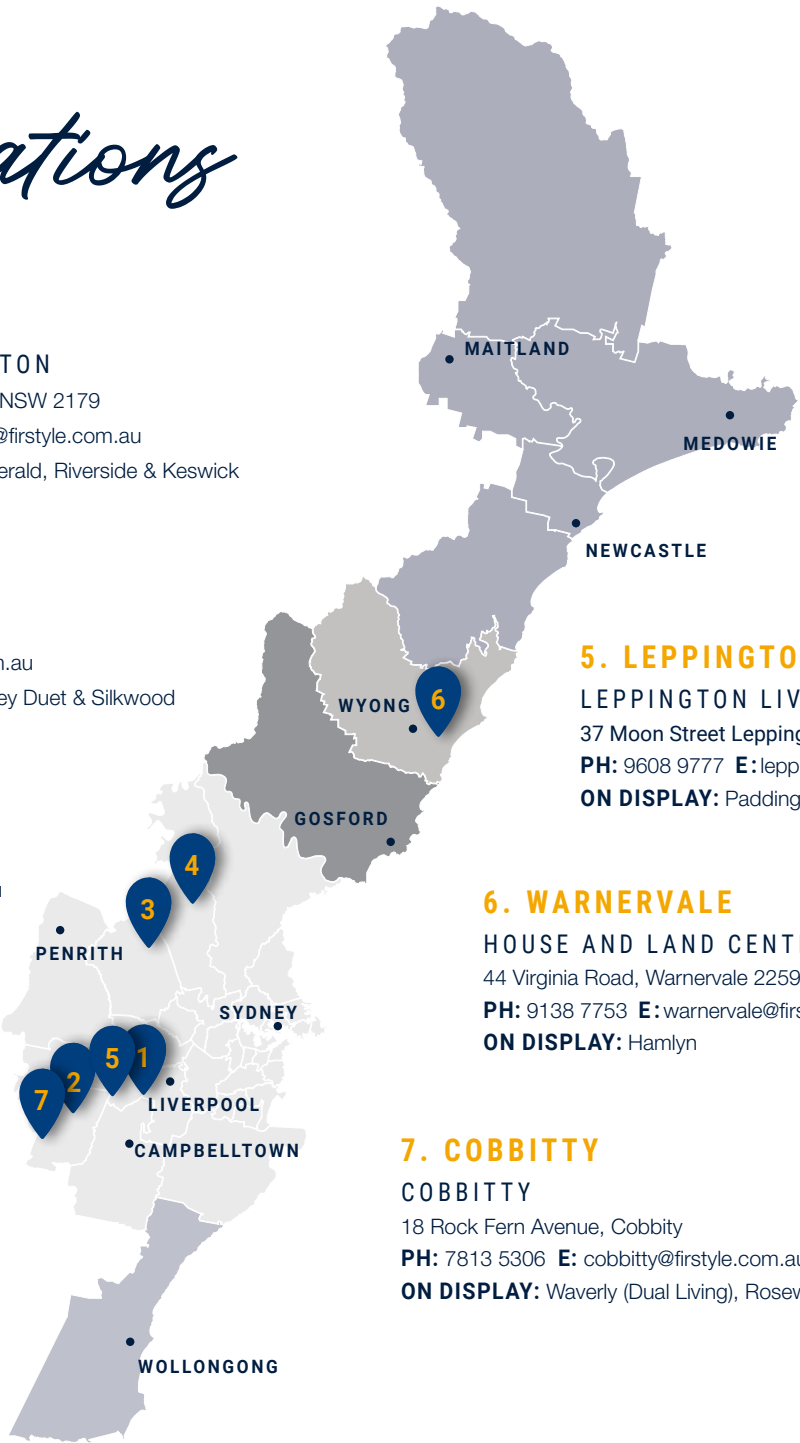 ations
TON
NSW 2179
@firstyle.com.au
erald, Riverside & Keswick
n.au
ey Duet & Silkwood
MAITLAND
MEDOWIE
NEWCASTLE
WYONG
6
GOSFORD
4
3
PENRITH
SYDNEY
5
1
2
7
LIVERPOOL
CAMPBELLTOWN
WOLLONGONG
5. LEPPINGTO
LEPPINGTON LIV
37 Moon Street Lepping
PH: 9608 9777 E: lepp
ON DISPLAY: Padding
6. WARNERVALE
HOUSE AND LAND CENT
44 Virginia Road, Warnervale 2259
PH: 9138 7753 E: warnervale@firs
ON DISPLAY: Hamlyn
7. COBBITTY
COBBITTY
18 Rock Fern Avenue, Cobbity
PH: 7813 5306 E: cobbitty@firstyle.com.au
ON DISPLAY: Waverly (Dual Living), Rosew